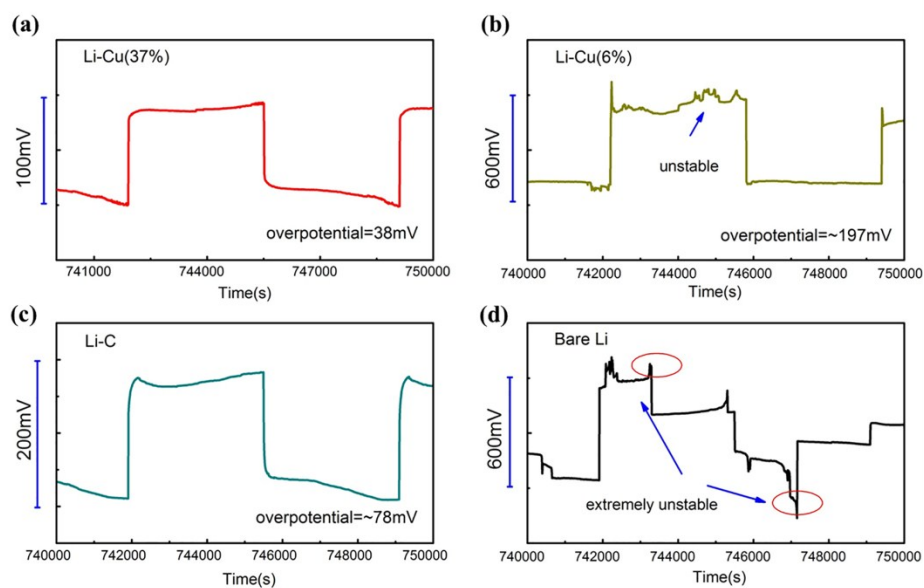 (a)
Li-Cu(37%)
100mV
overpotential=38mV
741000 744000 747000 750000
Time(s)
(b)
Li-Cu(6%)
600mV
unstable
overpotential=~197mV
740000 742000 744000 746000 748000 750000
Time(s)
(c)
Li-C
200mV
overpotential=~78mV
740000 742000 744000 746000 748000 750000
Time(s)
(d)
Bare Li
600mV
extremely unstable
740000 742000 744000 746000 748000 750000
Time(s)